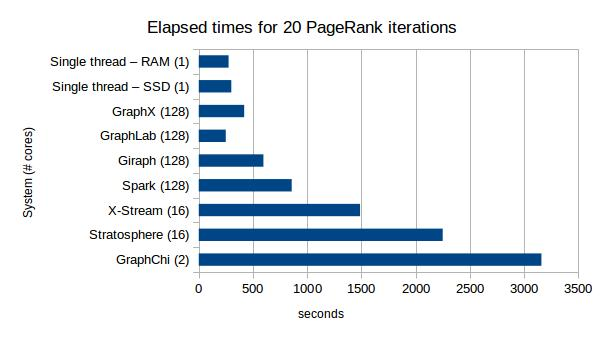 Elapsed times for 20 PageRank iterations
System (# cores)
Single thread – RAM (1)
Single thread – SSD (1)
GraphX (128)
GraphLab (128)
Giraph (128)
Spark (128)
X-Stream (16)
Stratosphere (16)
GraphChi (2)
0 500 1000 1500 2000 2500 3000 3500
seconds